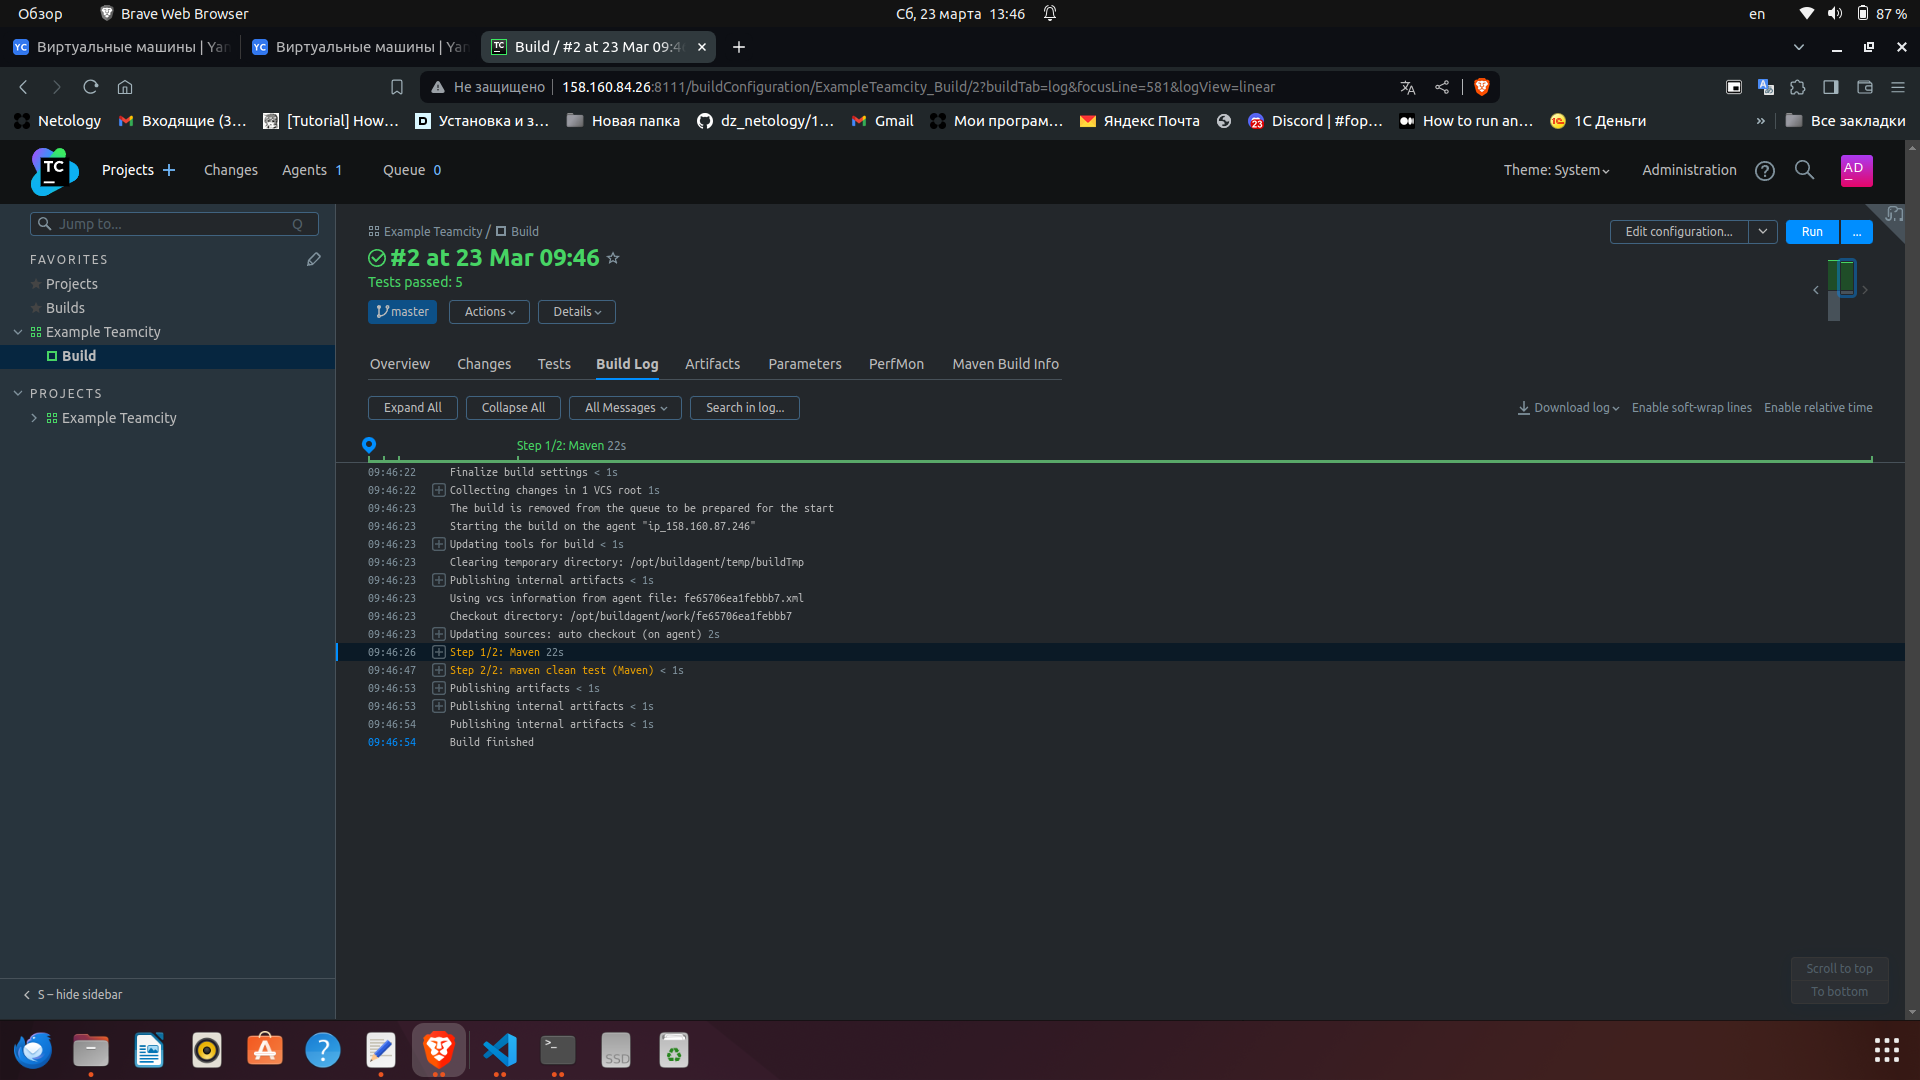 Обзор
Brave Web Browser
Сб, 23 марта 13:46
en
87 %
YC Виртуальные машины | Yan
YC Виртуальные машины | Yan
TC Build / #2 at 23 Mar 09:4
Не защищено
158.160.84.26:8111/buildConfiguration/ExampleTeamcity_Build/2?buildTab=log&focusLine=581&logView=linear
Netology
Входящие (3…
[Tutorial] How…
Установка и з…
Новая папка
dz_netology/1…
Gmail
Мои програм…
Яндекс Почта
23 Discord | #fop…
How to run an…
1С Деньги
»
Все закладки
TC
Projects
Changes
Agents 1
Queue 0
Theme: System
Administration
AD
Jump to...
Q
FAVORITES
Projects
Builds
Example Teamcity
Build
PROJECTS
Example Teamcity
S – hide sidebar
Example Teamcity / Build
Edit configuration...
Run
...
#2 at 23 Mar 09:46
Tests passed: 5
master
Actions
Details
Overview
Changes
Tests
Build Log
Artifacts
Parameters
PerfMon
Maven Build Info
Expand All
Collapse All
All Messages
Search in log...
Download log
Enable soft-wrap lines
Enable relative time
Step 1/2: Maven 22s
09:46:22 Finalize build settings < 1s
09:46:22 Collecting changes in 1 VCS root 1s
09:46:23 The build is removed from the queue to be prepared for the start
09:46:23 Starting the build on the agent "ip_158.160.87.246"
09:46:23 Updating tools for build < 1s
09:46:23 Clearing temporary directory: /opt/buildagent/temp/buildTmp
09:46:23 Publishing internal artifacts < 1s
09:46:23 Using vcs information from agent file: fe65706ea1febbb7.xml
09:46:23 Checkout directory: /opt/buildagent/work/fe65706ea1febbb7
09:46:23 Updating sources: auto checkout (on agent) 2s
09:46:26 Step 1/2: Maven 22s
09:46:47 Step 2/2: maven clean test (Maven) < 1s
09:46:53 Publishing artifacts < 1s
09:46:53 Publishing internal artifacts < 1s
09:46:54 Publishing internal artifacts < 1s
09:46:54 Build finished
Scroll to top
To bottom
SSD